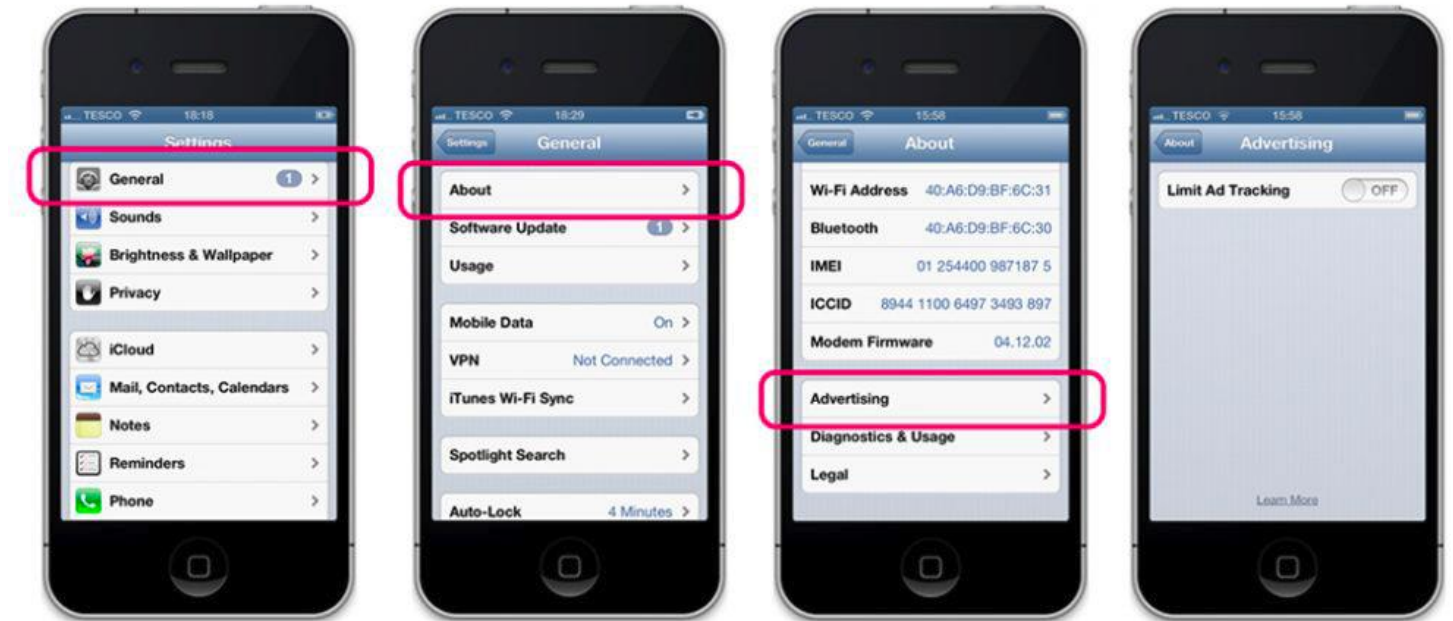 TESCO 18:18
Settings
General 1
Sounds
Brightness & Wallpaper
Privacy
iCloud
Mail, Contacts, Calendars
Notes
Reminders
Phone
TESCO 18:29
Settings General
About
Software Update 1
Usage
Mobile Data On
VPN Not Connected
iTunes Wi-Fi Sync
Spotlight Search
Auto-Lock 4 Minutes
TESCO 15:58
General About
Wi-Fi Address 40:A6:D9:BF:6C:31
Bluetooth 40:A6:D9:BF:6C:30
IMEI 01 254400 987187 5
ICCID 8944 1100 6497 3493 897
Modem Firmware 04.12.02
Advertising
Diagnostics & Usage
Legal
TESCO 15:58
About Advertising
Limit Ad Tracking OFF
Learn More